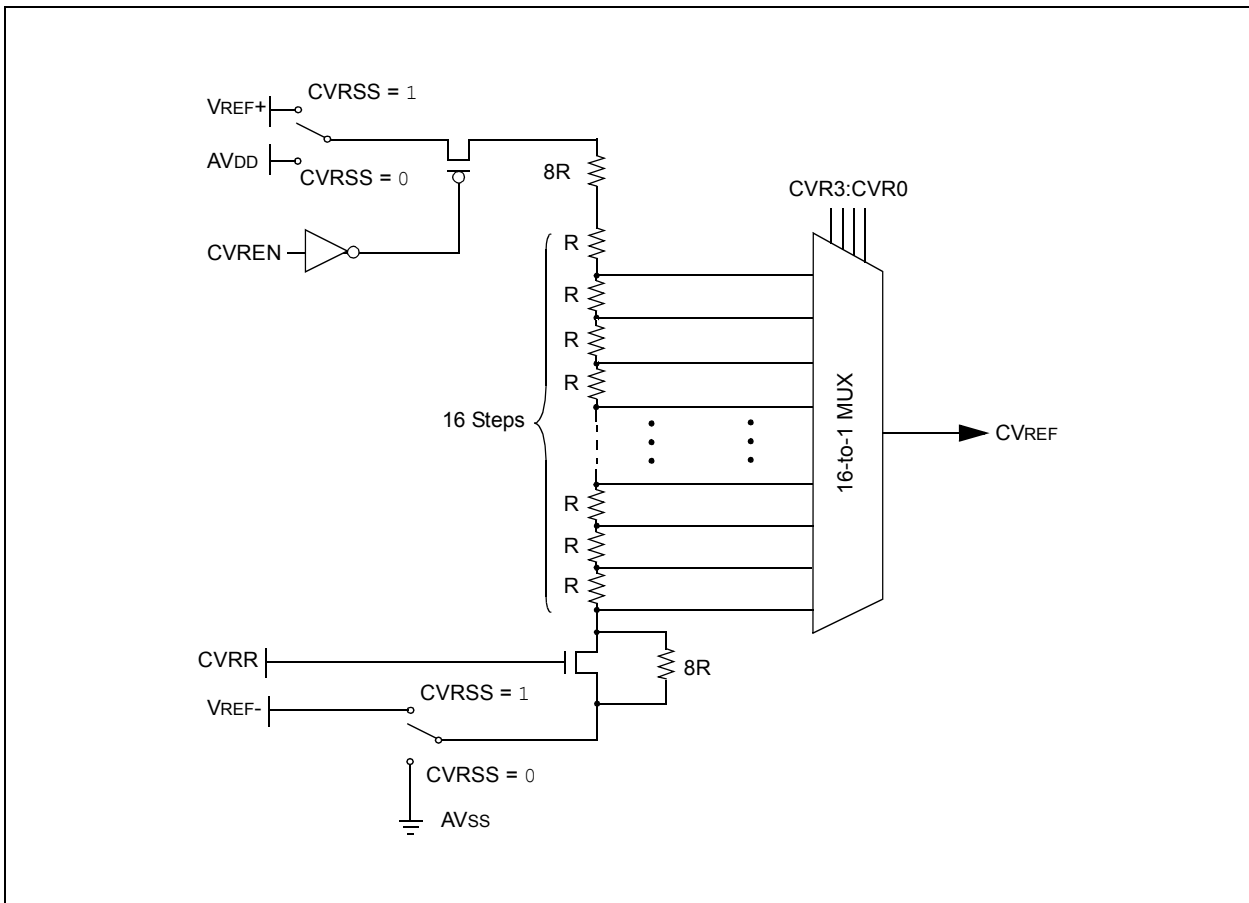 CVRSS = 1
VREF+
AVDD
CVRSS = 0
8R
CVREN
CVR3:CVR0
R
R
R
R
16 Steps
16-to-1 MUX
CVREF
R
R
R
CVRR
8R
CVRSS = 1
VREF-
CVRSS = 0
AVSS